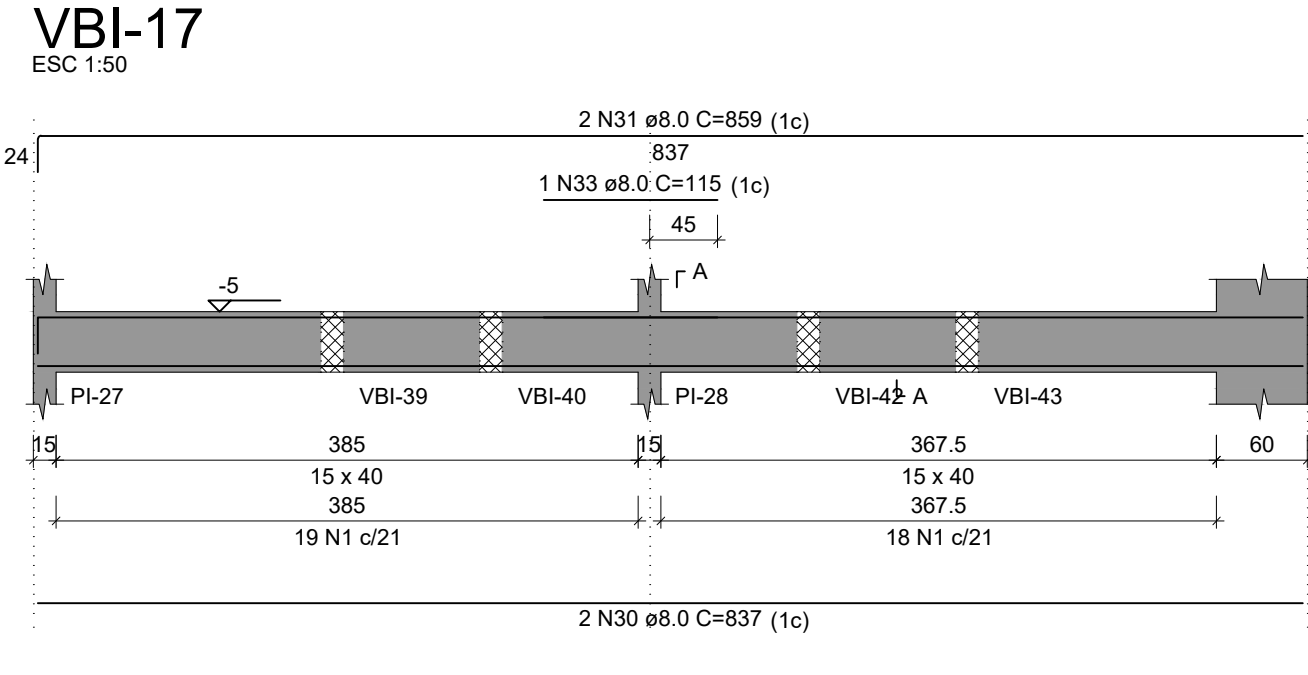 VBI-17
ESC 1:50
2 N31 ø8.0 C=859 (1c)
24
837
1 N33 ø8.0 C=115 (1c)
45
A
-5
PI-27 VBI-39 VBI-40 PI-28 VBI-42 A VBI-43
15 385 15 367.5 60
15 x 40 15 x 40
385 367.5
19 N1 c/21 18 N1 c/21
2 N30 ø8.0 C=837 (1c)